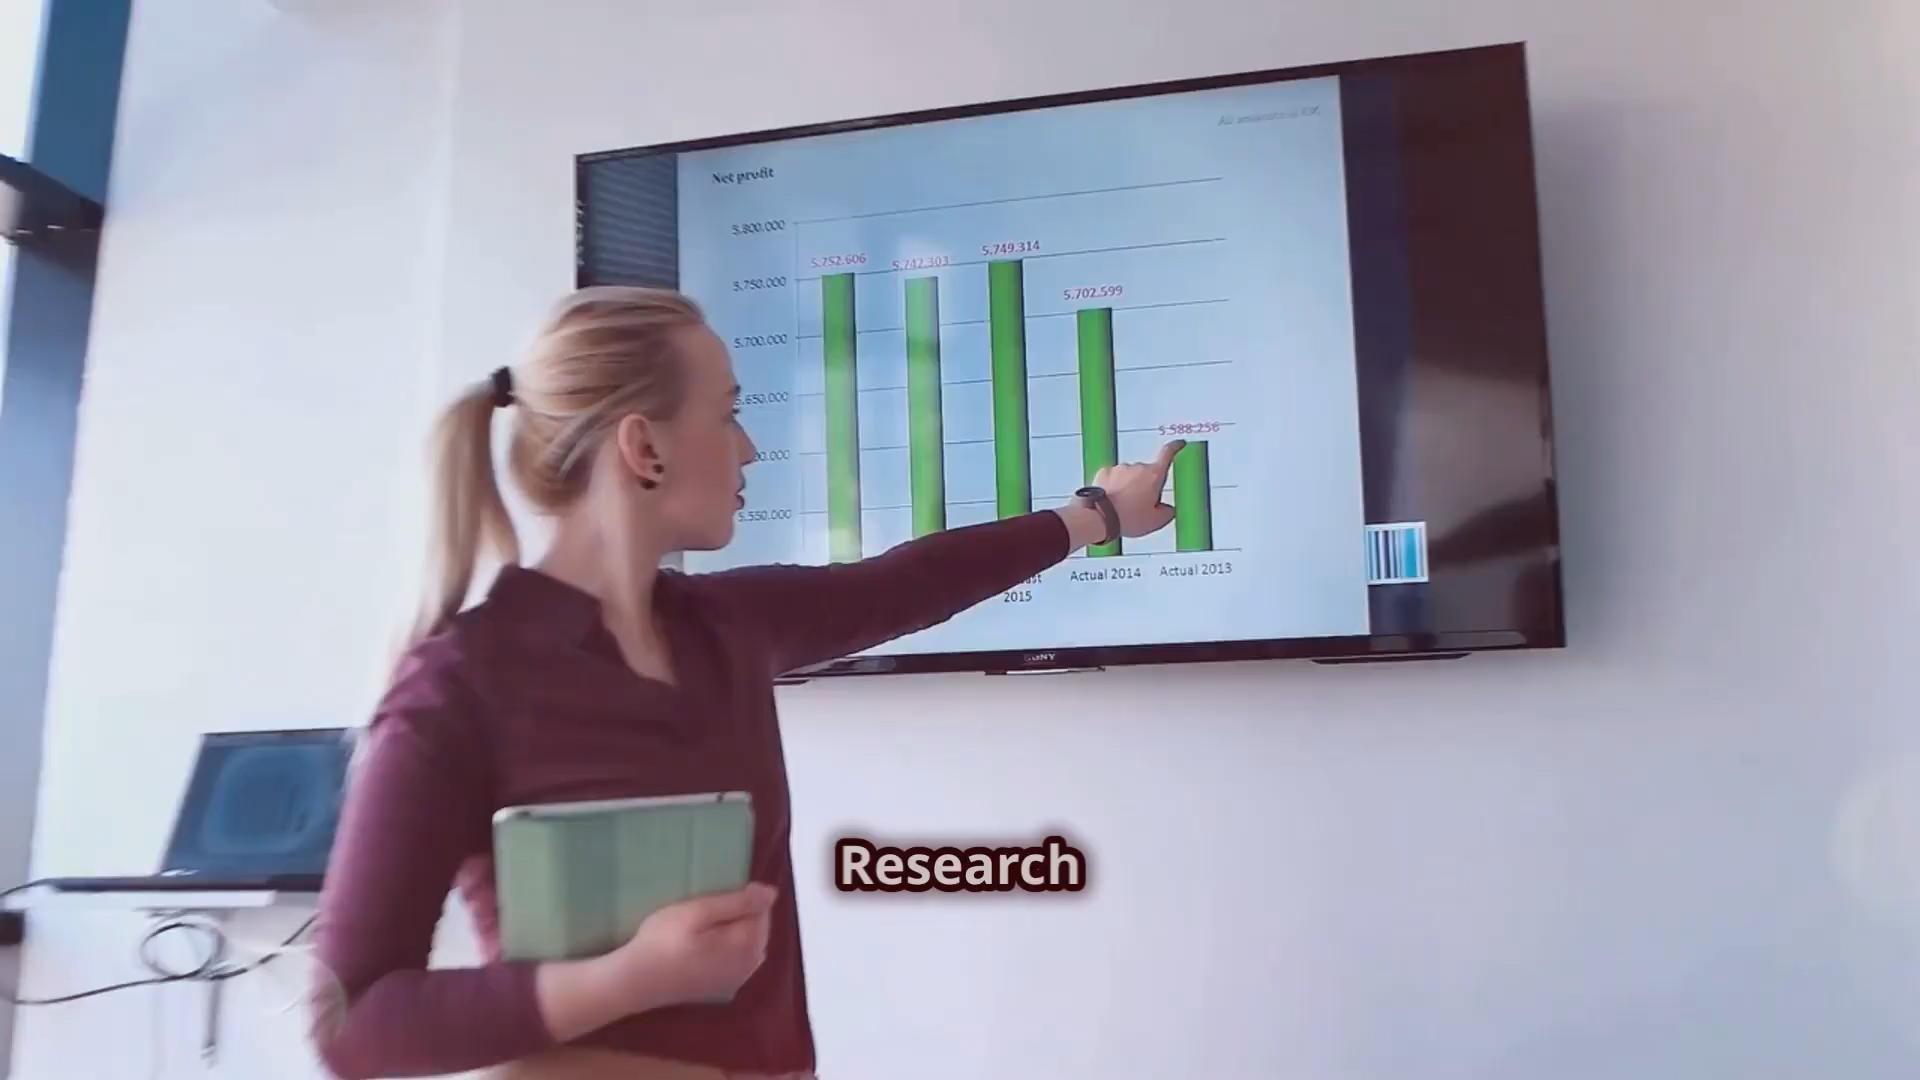 Net profit
5.800.000
5.752.606
5.742.303
5.749.314
5.750.000
5.702.599
5.700.000
5.650.000
5.588.256
5.550.000
Actual 2014
Actual 2013
2015
SONY
Research